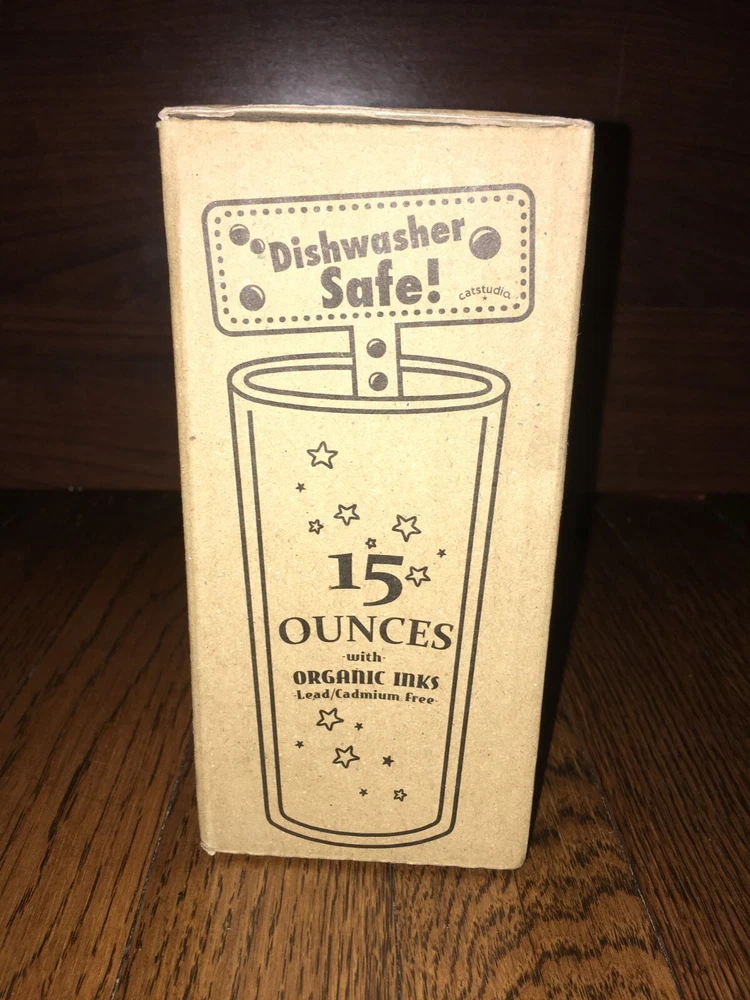 Dishwasher
Safe!
catstudio
15
OUNCES
-with-
ORGANIC INKS
-Lead/Cadmium Free-